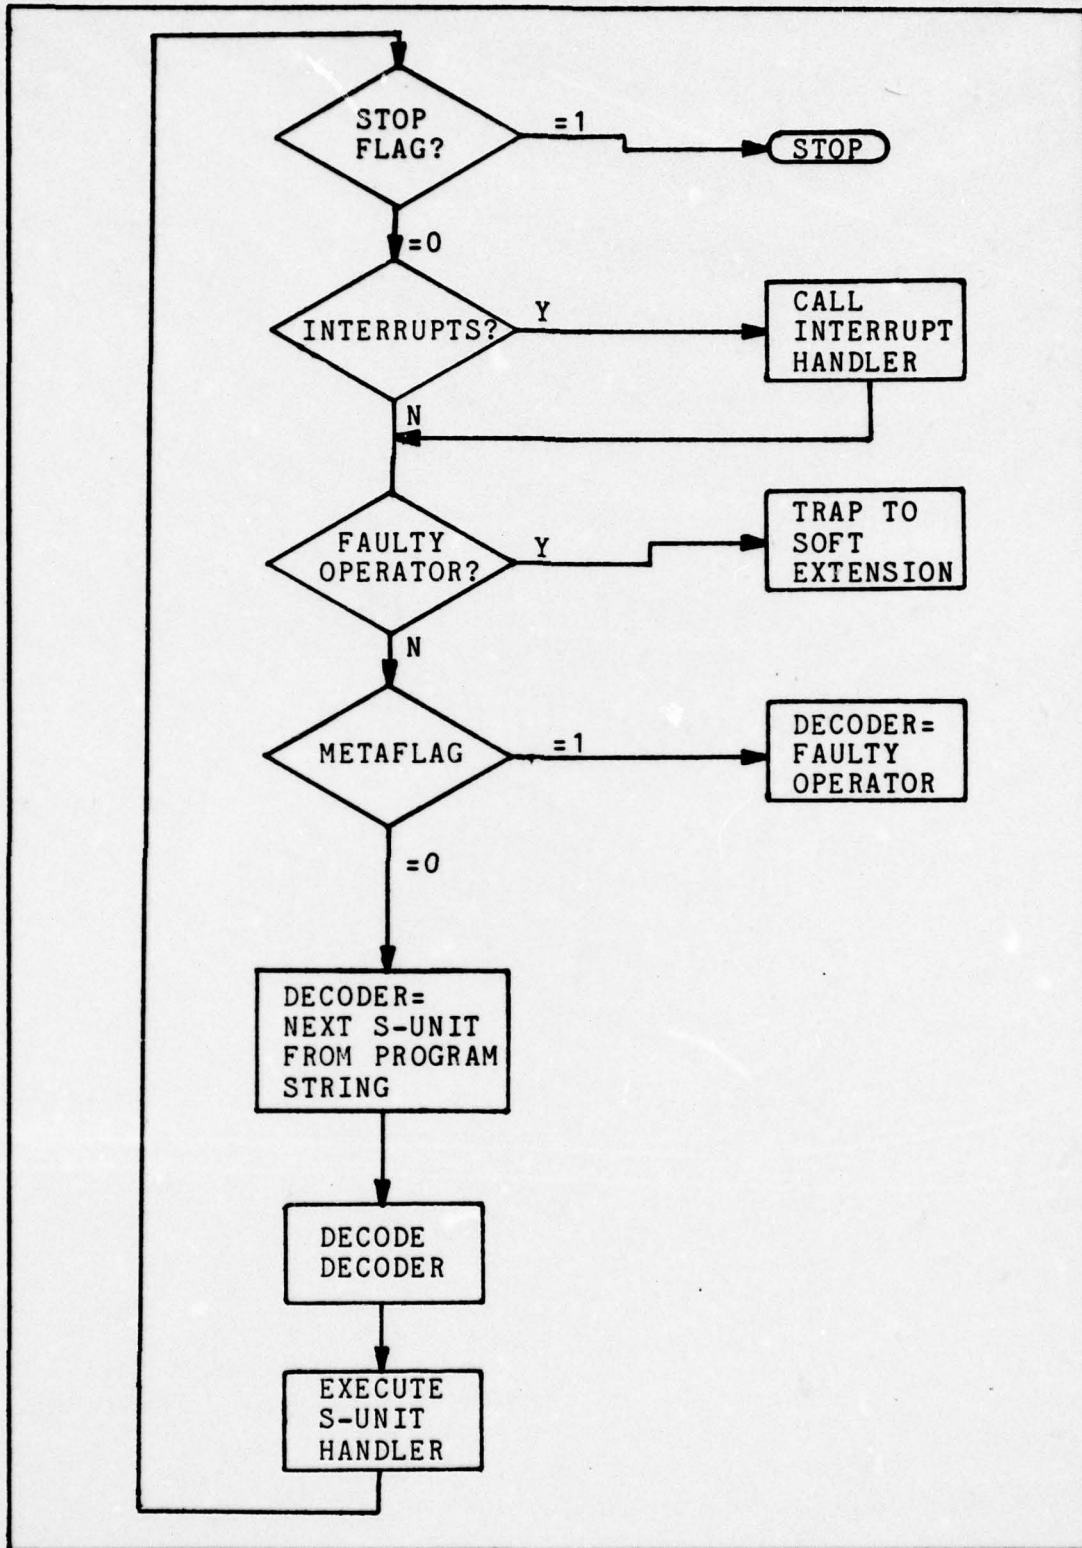 STOP
FLAG?
=1
STOP
=0
INTERRUPTS?
Y
CALL
INTERRUPT
HANDLER
N
FAULTY
OPERATOR?
Y
TRAP TO
SOFT
EXTENSION
N
METAFLAG
=1
DECODER=
FAULTY
OPERATOR
=0
DECODER=
NEXT S-UNIT
FROM PROGRAM
STRING
DECODE
DECODER
EXECUTE
S-UNIT
HANDLER